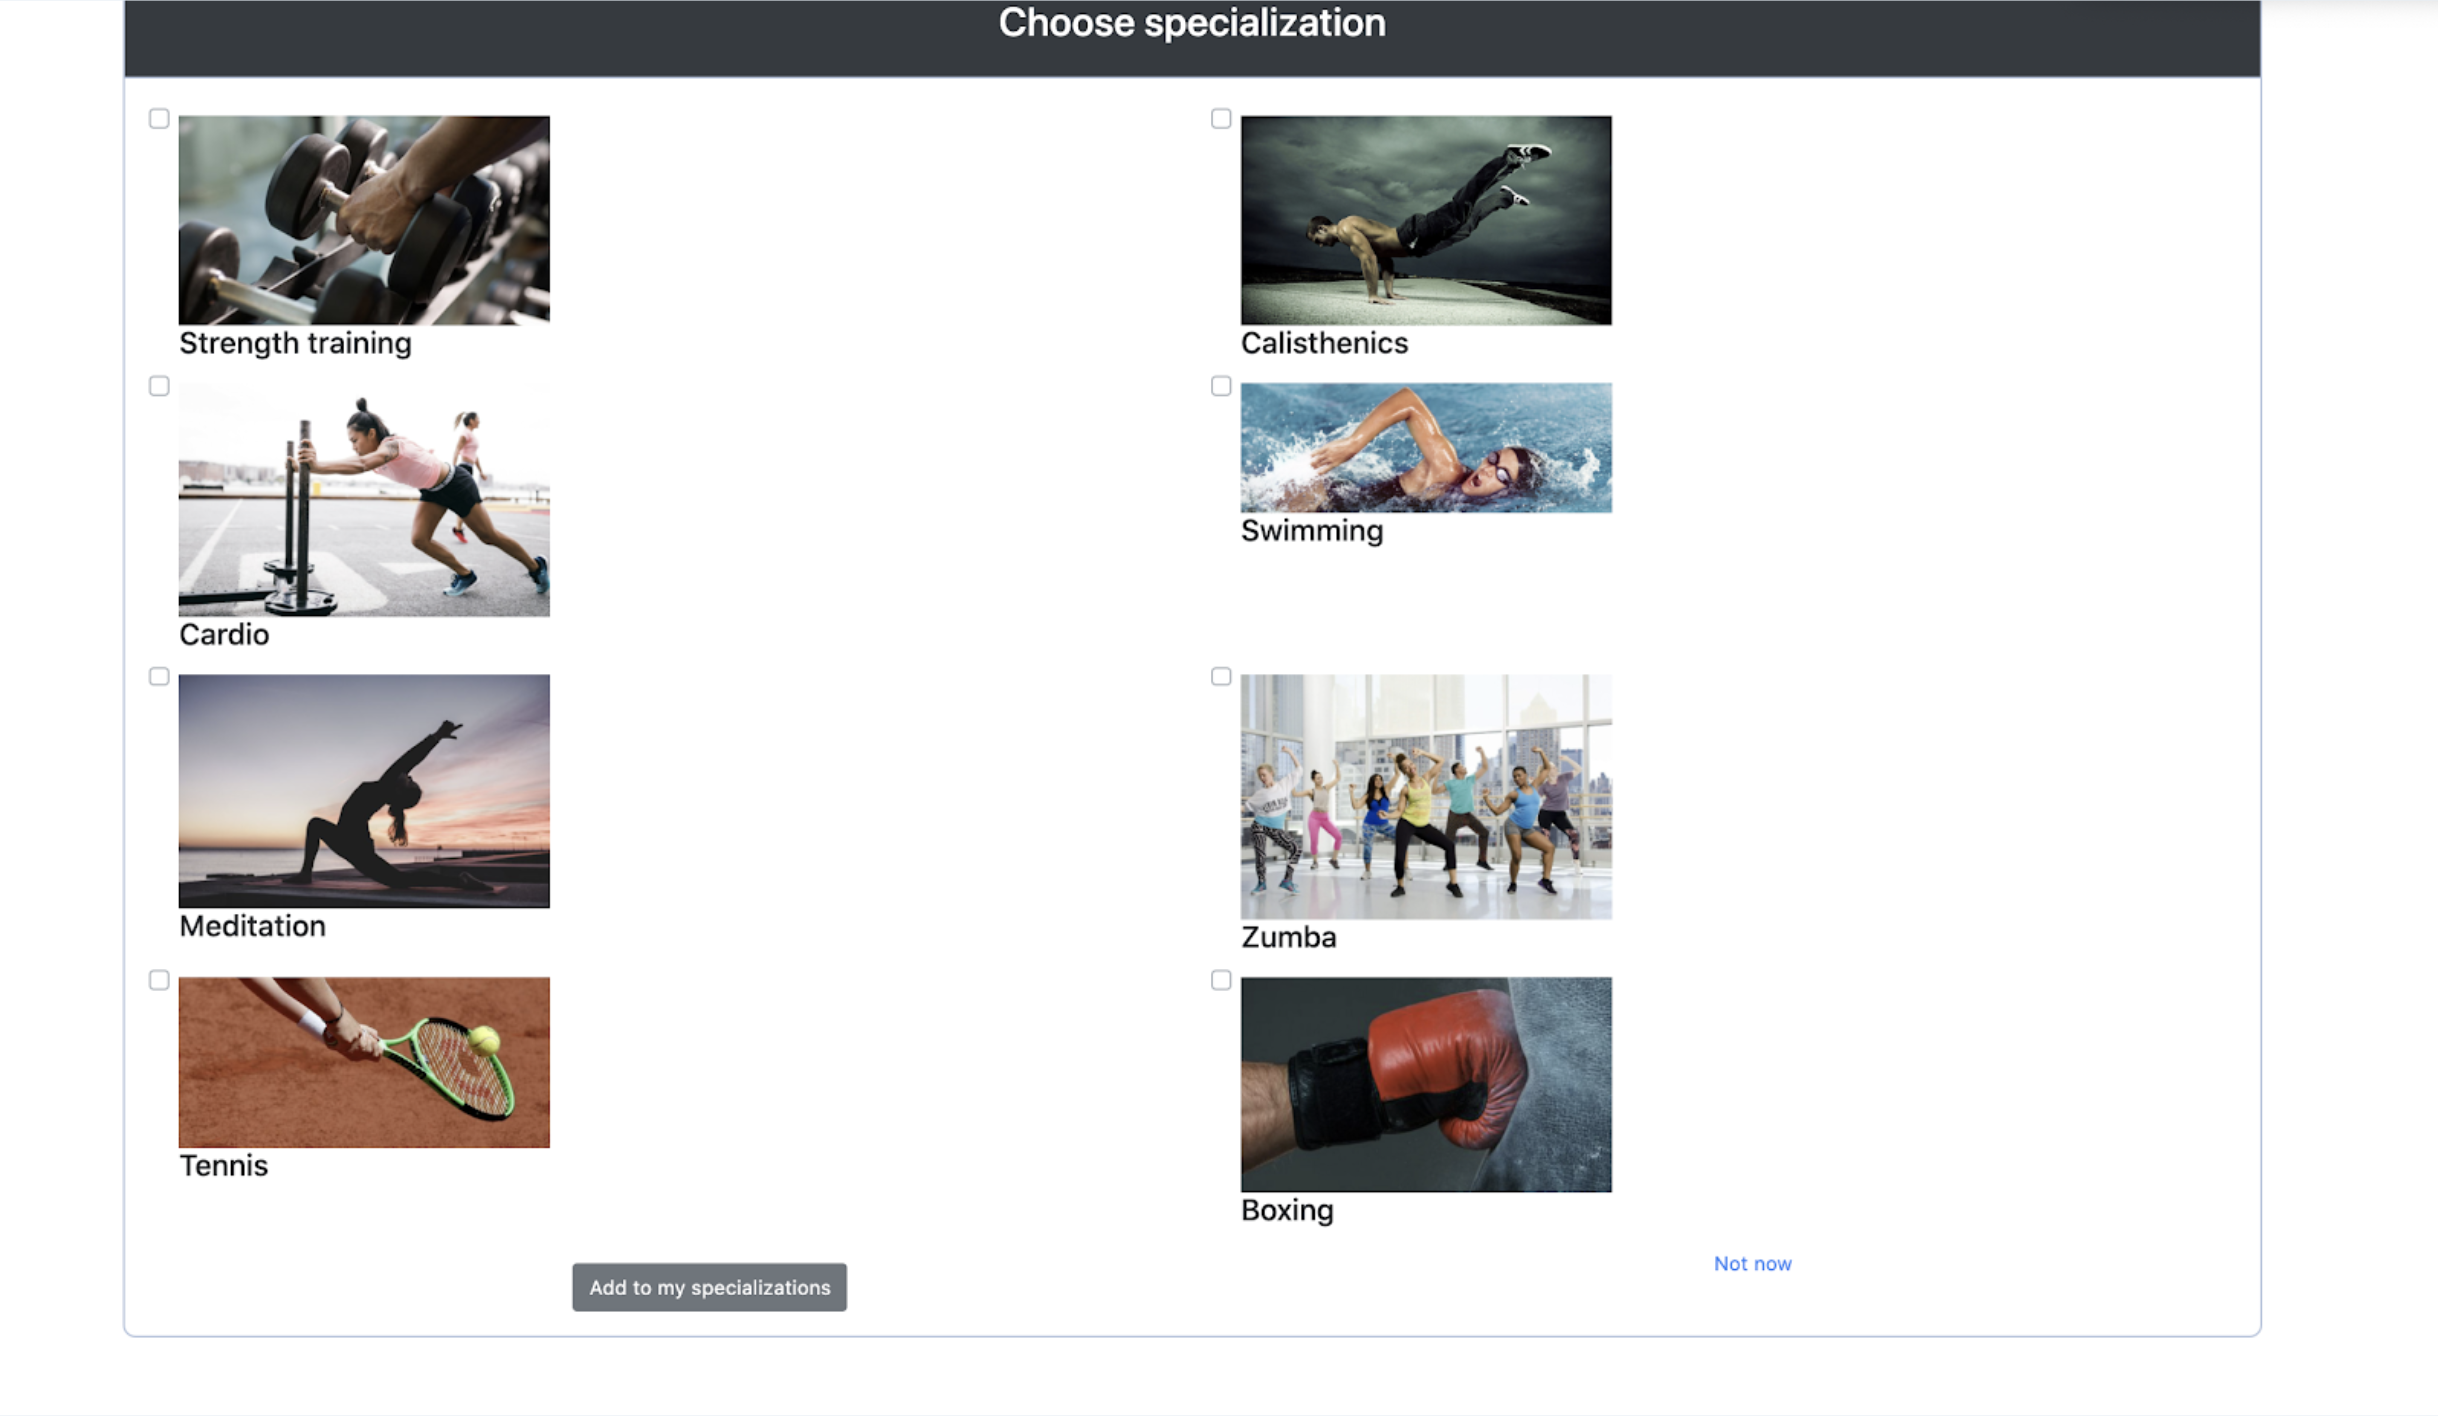 Choose specialization
Strength training
Calisthenics
Cardio
Swimming
Meditation
Zumba
Tennis
Boxing
Add to my specializations
Not now